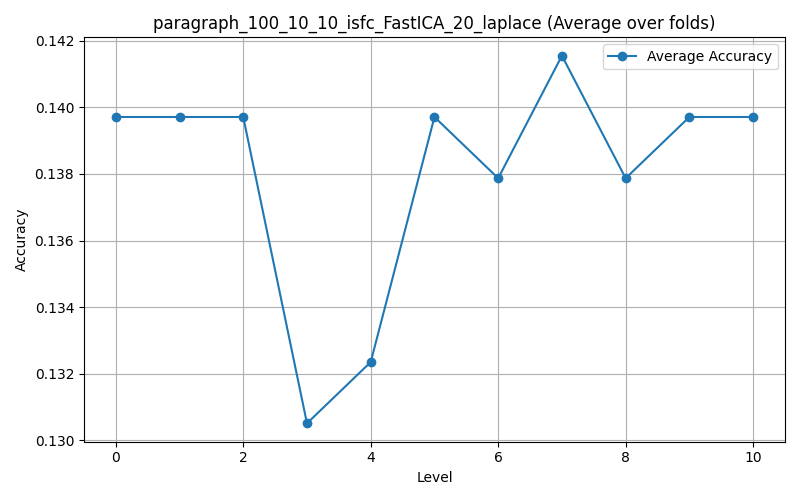 paragraph_100_10_10_isfc_FastICA_20_laplace (Average over folds)
Average Accuracy
Accuracy
0.142
0.140
0.138
0.136
0.134
0.132
0.130
0 2 4 6 8 10
Level